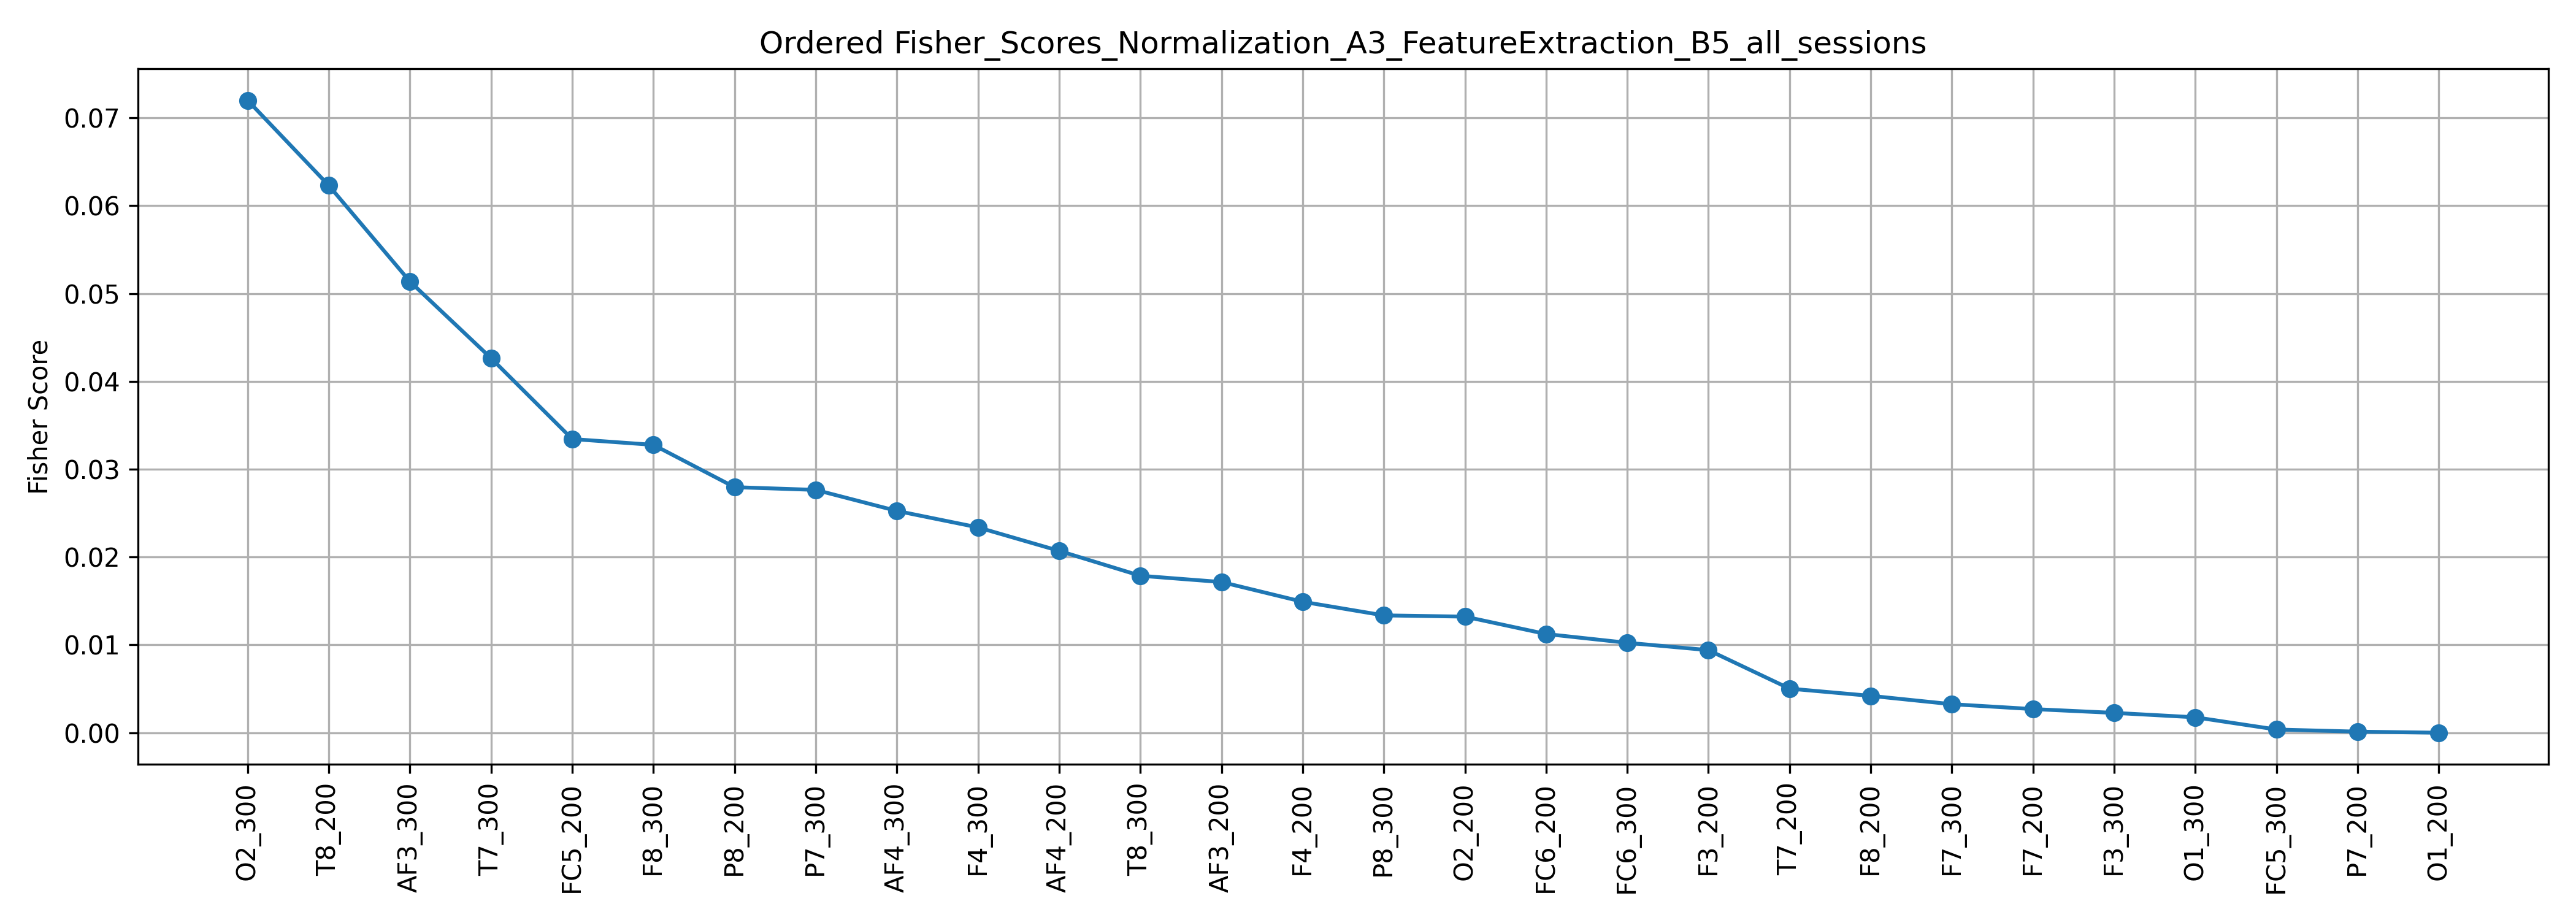 Ordered Fisher_Scores_Normalization_A3_FeatureExtraction_B5_all_sessions
Fisher Score
0.07
0.06
0.05
0.04
0.03
0.02
0.01
0.00
O2_300
T8_200
AF3_300
T7_300
FC5_200
F8_300
P8_200
P7_300
AF4_300
F4_300
AF4_200
T8_300
AF3_200
F4_200
P8_300
O2_200
FC6_200
FC6_300
F3_200
T7_200
F8_200
F7_300
F7_200
F3_300
O1_300
FC5_300
P7_200
O1_200